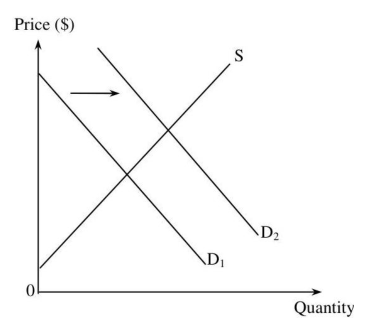 Price ($)
S
D₂
D₁
0
Quantity